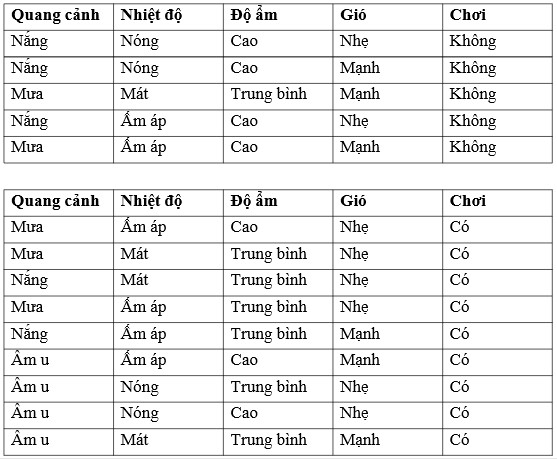 Quang cảnh Nhiệt độ Độ ẩm Gió Chơi
Nắng Nóng Cao Nhẹ Không
Nắng Nóng Cao Mạnh Không
Mưa Mát Trung bình Mạnh Không
Nắng Ấm áp Cao Nhẹ Không
Mưa Ấm áp Cao Mạnh Không
Quang cảnh Nhiệt độ Độ ẩm Gió Chơi
Mưa Ấm áp Cao Nhẹ Có
Mưa Mát Trung bình Nhẹ Có
Nắng Mát Trung bình Nhẹ Có
Mưa Ấm áp Trung bình Nhẹ Có
Nắng Ấm áp Trung bình Mạnh Có
Âm u Ấm áp Cao Mạnh Có
Âm u Nóng Trung bình Nhẹ Có
Âm u Nóng Cao Nhẹ Có
Âm u Mát Trung bình Mạnh Có